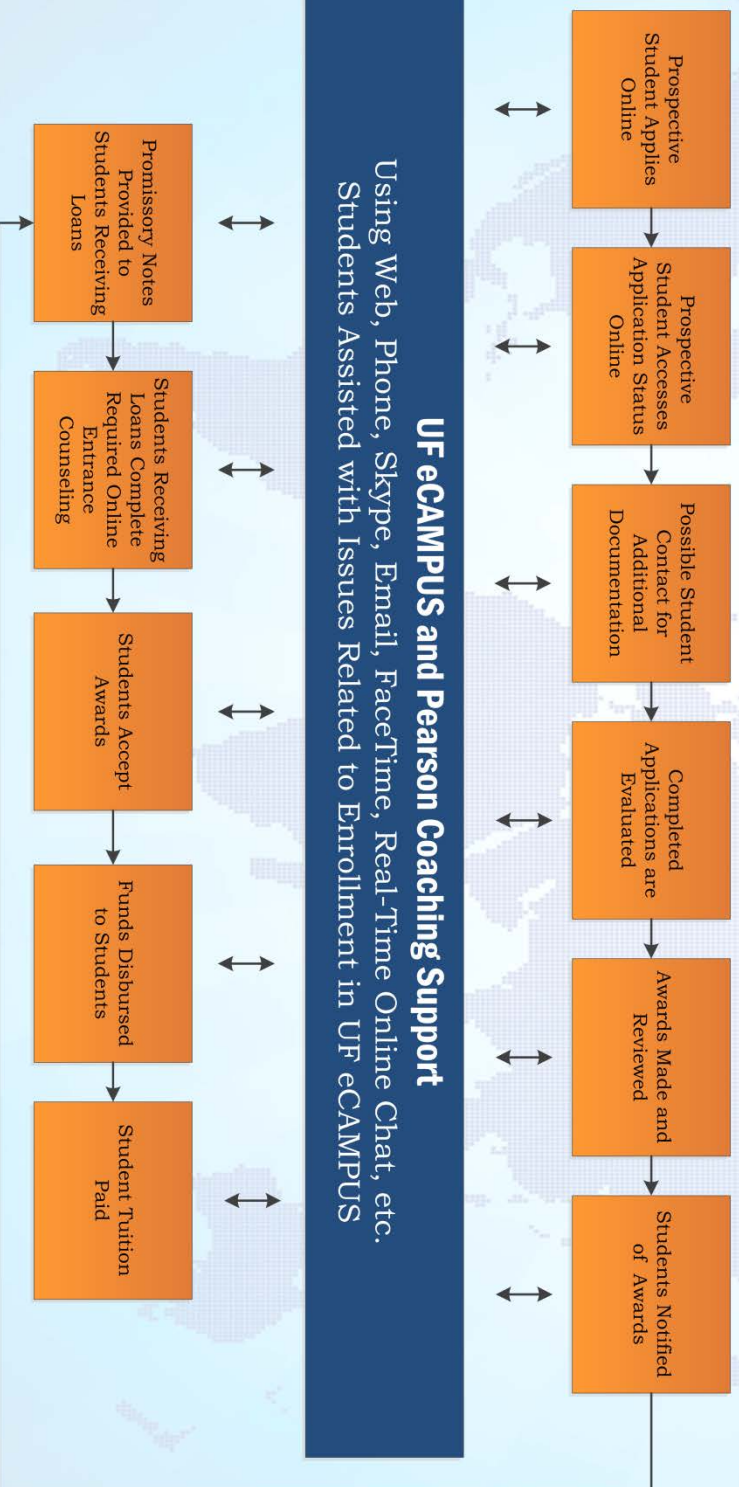 Prospective
Student Applies
Online
Prospective
Student Accesses
Application Status
Online
Possible Student
Contact for
Additional
Documentation
Completed
Applications are
Evaluated
Awards Made and
Reviewed
Students Notified
of Awards
UF eCAMPUS and Pearson Coaching Support
Using Web, Phone, Skype, Email, FaceTime, Real-Time Online Chat, etc.
Students Assisted with Issues Related to Enrollment in UF eCAMPUS
Promissory Notes
Provided to
Students Receiving
Loans
Students Receiving
Loans Complete
Required Online
Entrance
Counseling
Students Accept
Awards
Funds Disbursed
to Students
Student Tuition
Paid